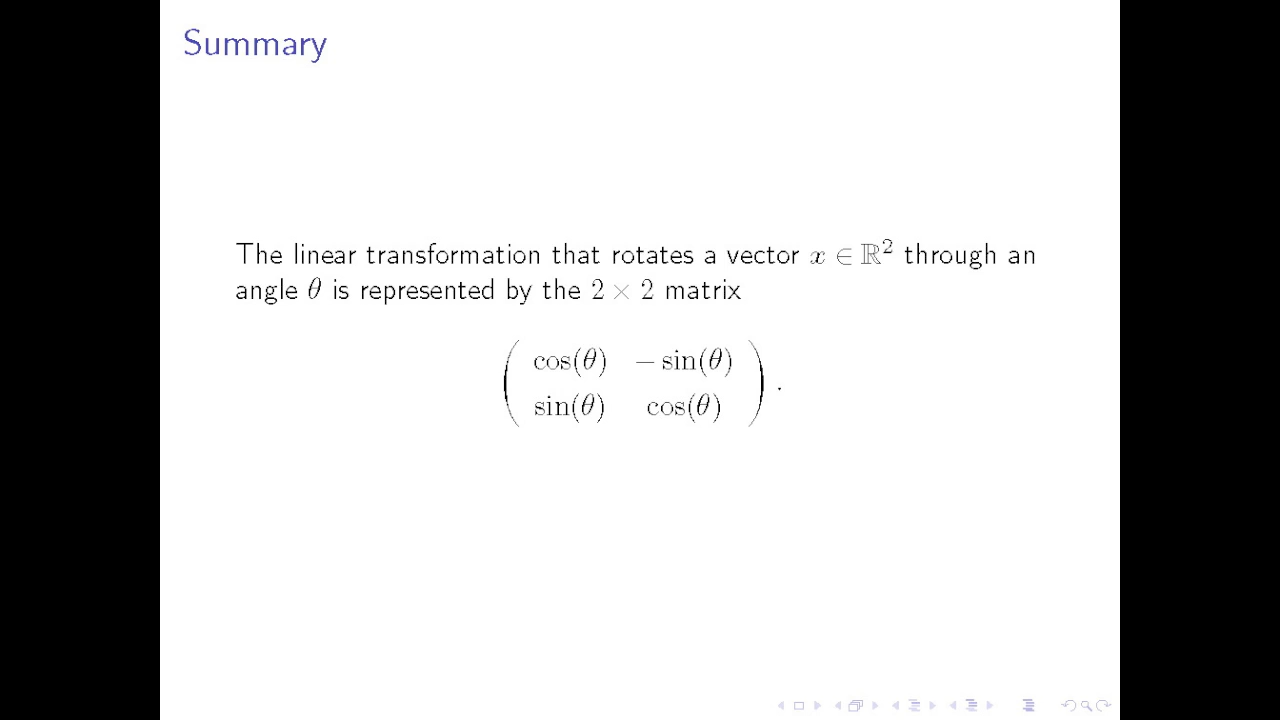 Summary
The linear transformation that rotates a vector x ∈ ℝ² through an
angle θ is represented by the 2 × 2 matrix
( cos(θ) − sin(θ)
sin(θ) cos(θ) ) .